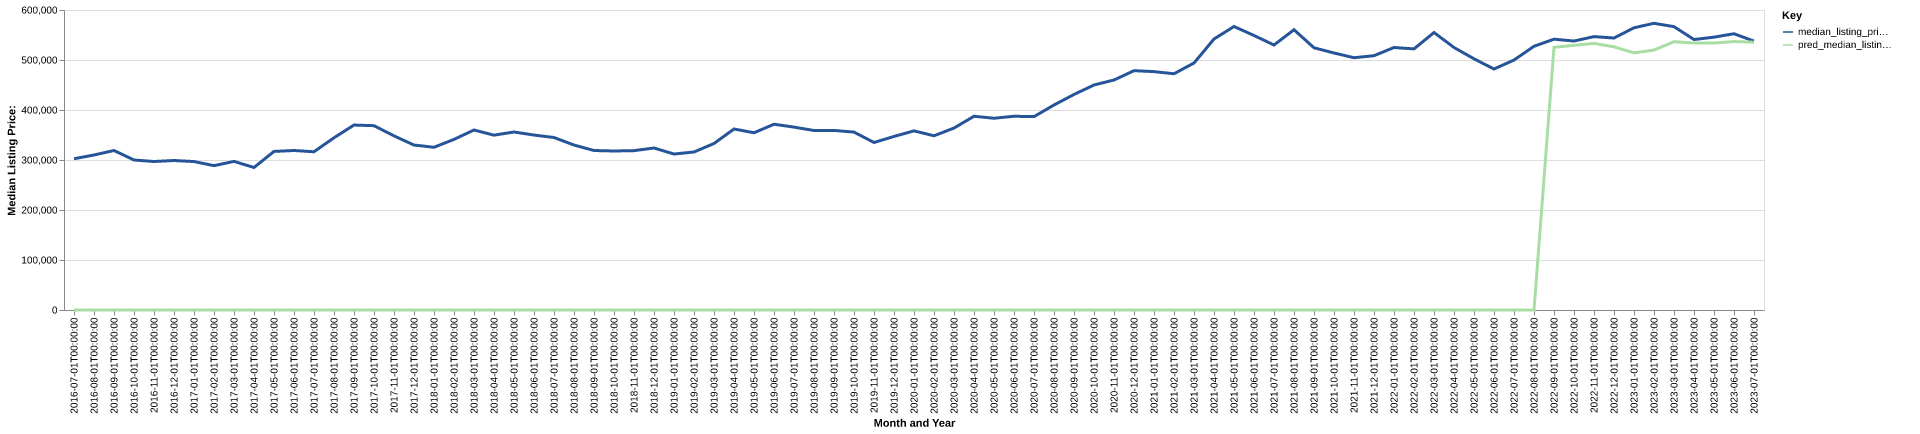 600,000
500,000
400,000
300,000
200,000
100,000
0
Median Listing Price:
2016-07-01T00:00:00
2016-08-01T00:00:00
2016-09-01T00:00:00
2016-10-01T00:00:00
2016-11-01T00:00:00
2016-12-01T00:00:00
2017-01-01T00:00:00
2017-02-01T00:00:00
2017-03-01T00:00:00
2017-04-01T00:00:00
2017-05-01T00:00:00
2017-06-01T00:00:00
2017-07-01T00:00:00
2017-08-01T00:00:00
2017-09-01T00:00:00
2017-10-01T00:00:00
2017-11-01T00:00:00
2017-12-01T00:00:00
2018-01-01T00:00:00
2018-02-01T00:00:00
2018-03-01T00:00:00
2018-04-01T00:00:00
2018-05-01T00:00:00
2018-06-01T00:00:00
2018-07-01T00:00:00
2018-08-01T00:00:00
2018-09-01T00:00:00
2018-10-01T00:00:00
2018-11-01T00:00:00
2018-12-01T00:00:00
2019-01-01T00:00:00
2019-02-01T00:00:00
2019-03-01T00:00:00
2019-04-01T00:00:00
2019-05-01T00:00:00
2019-06-01T00:00:00
2019-07-01T00:00:00
2019-08-01T00:00:00
2019-09-01T00:00:00
2019-10-01T00:00:00
2019-11-01T00:00:00
2019-12-01T00:00:00
2020-01-01T00:00:00
2020-02-01T00:00:00
2020-03-01T00:00:00
2020-04-01T00:00:00
2020-05-01T00:00:00
2020-06-01T00:00:00
2020-07-01T00:00:00
2020-08-01T00:00:00
2020-09-01T00:00:00
2020-10-01T00:00:00
2020-11-01T00:00:00
2020-12-01T00:00:00
2021-01-01T00:00:00
2021-02-01T00:00:00
2021-03-01T00:00:00
2021-04-01T00:00:00
2021-05-01T00:00:00
2021-06-01T00:00:00
2021-07-01T00:00:00
2021-08-01T00:00:00
2021-09-01T00:00:00
2021-10-01T00:00:00
2021-11-01T00:00:00
2021-12-01T00:00:00
2022-01-01T00:00:00
2022-02-01T00:00:00
2022-03-01T00:00:00
2022-04-01T00:00:00
2022-05-01T00:00:00
2022-06-01T00:00:00
2022-07-01T00:00:00
2022-08-01T00:00:00
2022-09-01T00:00:00
2022-10-01T00:00:00
2022-11-01T00:00:00
2022-12-01T00:00:00
2023-01-01T00:00:00
2023-02-01T00:00:00
2023-03-01T00:00:00
2023-04-01T00:00:00
2023-05-01T00:00:00
2023-06-01T00:00:00
2023-07-01T00:00:00
Month and Year
Key
median_listing_pri…
pred_median_listin…